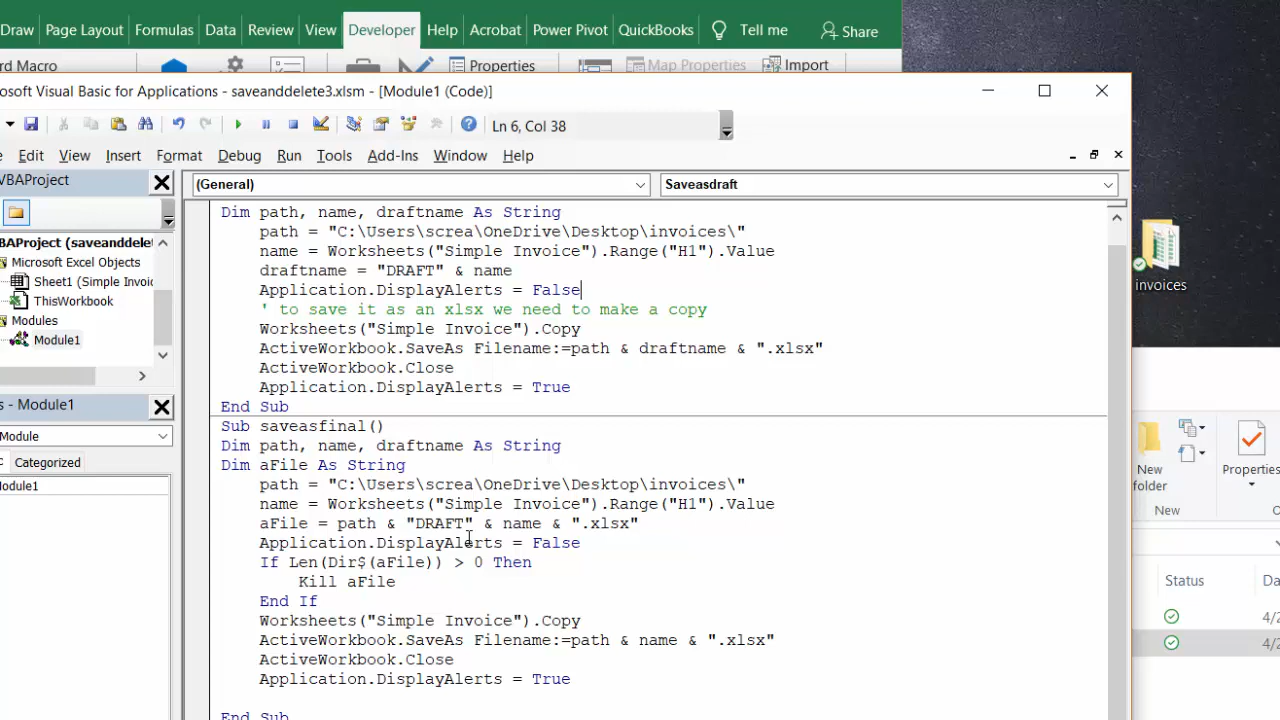 Draw Page Layout Formulas Data Review View Developer Help Acrobat Power Pivot QuickBooks Tell me Share
rd Macro Properties Map Properties Import
osoft Visual Basic for Applications - saveanddelete3.xlsm - [Module1 (Code)]
Ln 6, Col 38
e Edit View Insert Format Debug Run Tools Add-Ins Window Help
VBAProject
(General) Saveasdraft
BAProject (saveanddelet
Microsoft Excel Objects
Sheet1 (Simple Invoic
ThisWorkbook
Modules
Module1
s - Module1
Module
c Categorized
Module1
Dim path, name, draftname As String
path = "C:\Users\screa\OneDrive\Desktop\invoices\"
name = Worksheets("Simple Invoice").Range("H1").Value
draftname = "DRAFT" & name
Application.DisplayAlerts = False
' to save it as an xlsx we need to make a copy
Worksheets("Simple Invoice").Copy
ActiveWorkbook.SaveAs Filename:=path & draftname & ".xlsx"
ActiveWorkbook.Close
Application.DisplayAlerts = True
End Sub
Sub saveasfinal()
Dim path, name, draftname As String
Dim aFile As String
path = "C:\Users\screa\OneDrive\Desktop\invoices\"
name = Worksheets("Simple Invoice").Range("H1").Value
aFile = path & "DRAFT" & name & ".xlsx"
Application.DisplayAlerts = False
If Len(Dir$(aFile)) > 0 Then
Kill aFile
End If
Worksheets("Simple Invoice").Copy
ActiveWorkbook.SaveAs Filename:=path & name & ".xlsx"
ActiveWorkbook.Close
Application.DisplayAlerts = True
End Sub
invoices
New
folder
Properties
O
Status Da
4/2
4/2